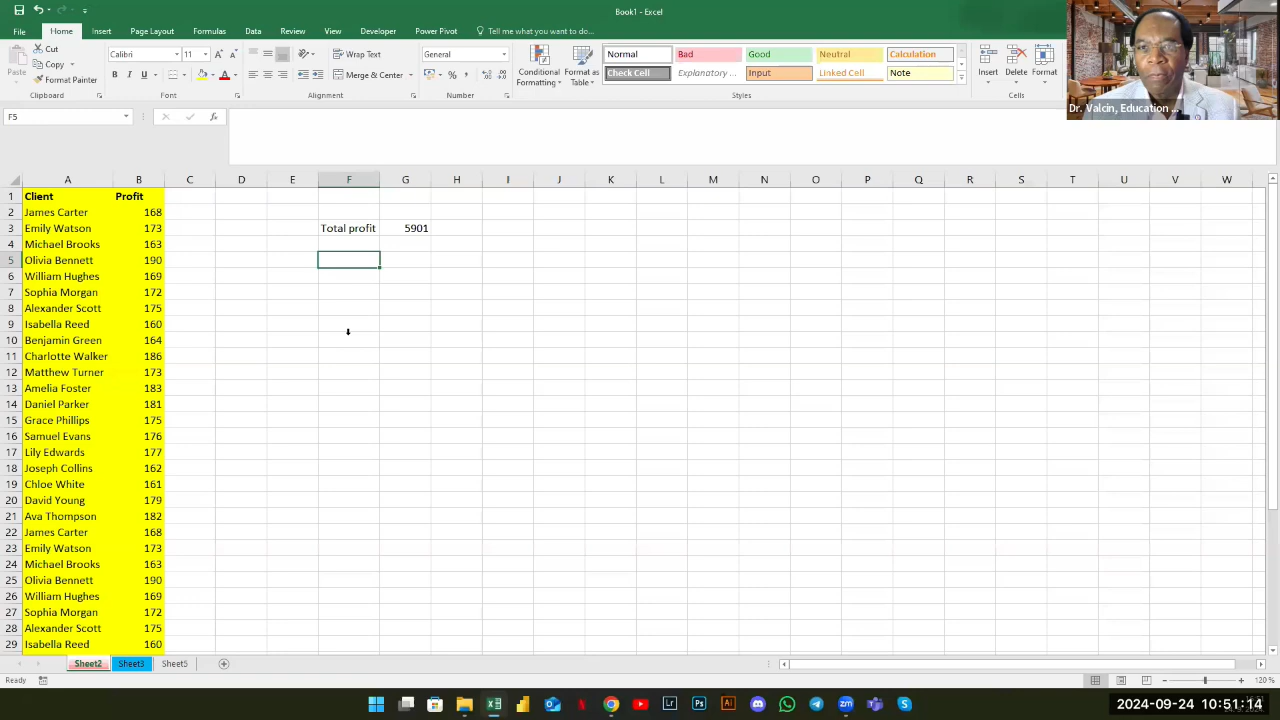 Book1 - Excel
File Home Insert Page Layout Formulas Data Review View Developer Power Pivot Tell me what you want to do...
Paste Cut Copy Format Painter Clipboard
Calibri 11 A A B I U A Font
Wrap Text Merge & Center Alignment
General % , Number
Conditional Formatting Format as Table
Normal Bad Good Neutral Calculation
Check Cell Explanatory ... Input Linked Cell Note
Styles
Insert Delete Format Cells
Dr. Valcin, Education ...
F5 fx
A B C D E F G H I J K L M N O P Q R S T U V W
1 Client Profit
2 James Carter 168
3 Emily Watson 173 Total profit 5901
4 Michael Brooks 163
5 Olivia Bennett 190
6 William Hughes 169
7 Sophia Morgan 172
8 Alexander Scott 175
9 Isabella Reed 160
10 Benjamin Green 164
11 Charlotte Walker 186
12 Matthew Turner 173
13 Amelia Foster 183
14 Daniel Parker 181
15 Grace Phillips 175
16 Samuel Evans 176
17 Lily Edwards 177
18 Joseph Collins 162
19 Chloe White 161
20 David Young 179
21 Ava Thompson 182
22 James Carter 168
23 Emily Watson 173
24 Michael Brooks 163
25 Olivia Bennett 190
26 William Hughes 169
27 Sophia Morgan 172
28 Alexander Scott 175
29 Isabella Reed 160
Sheet2 Sheet3 Sheet5
Ready 120 %
2024-09-24 10:51:14